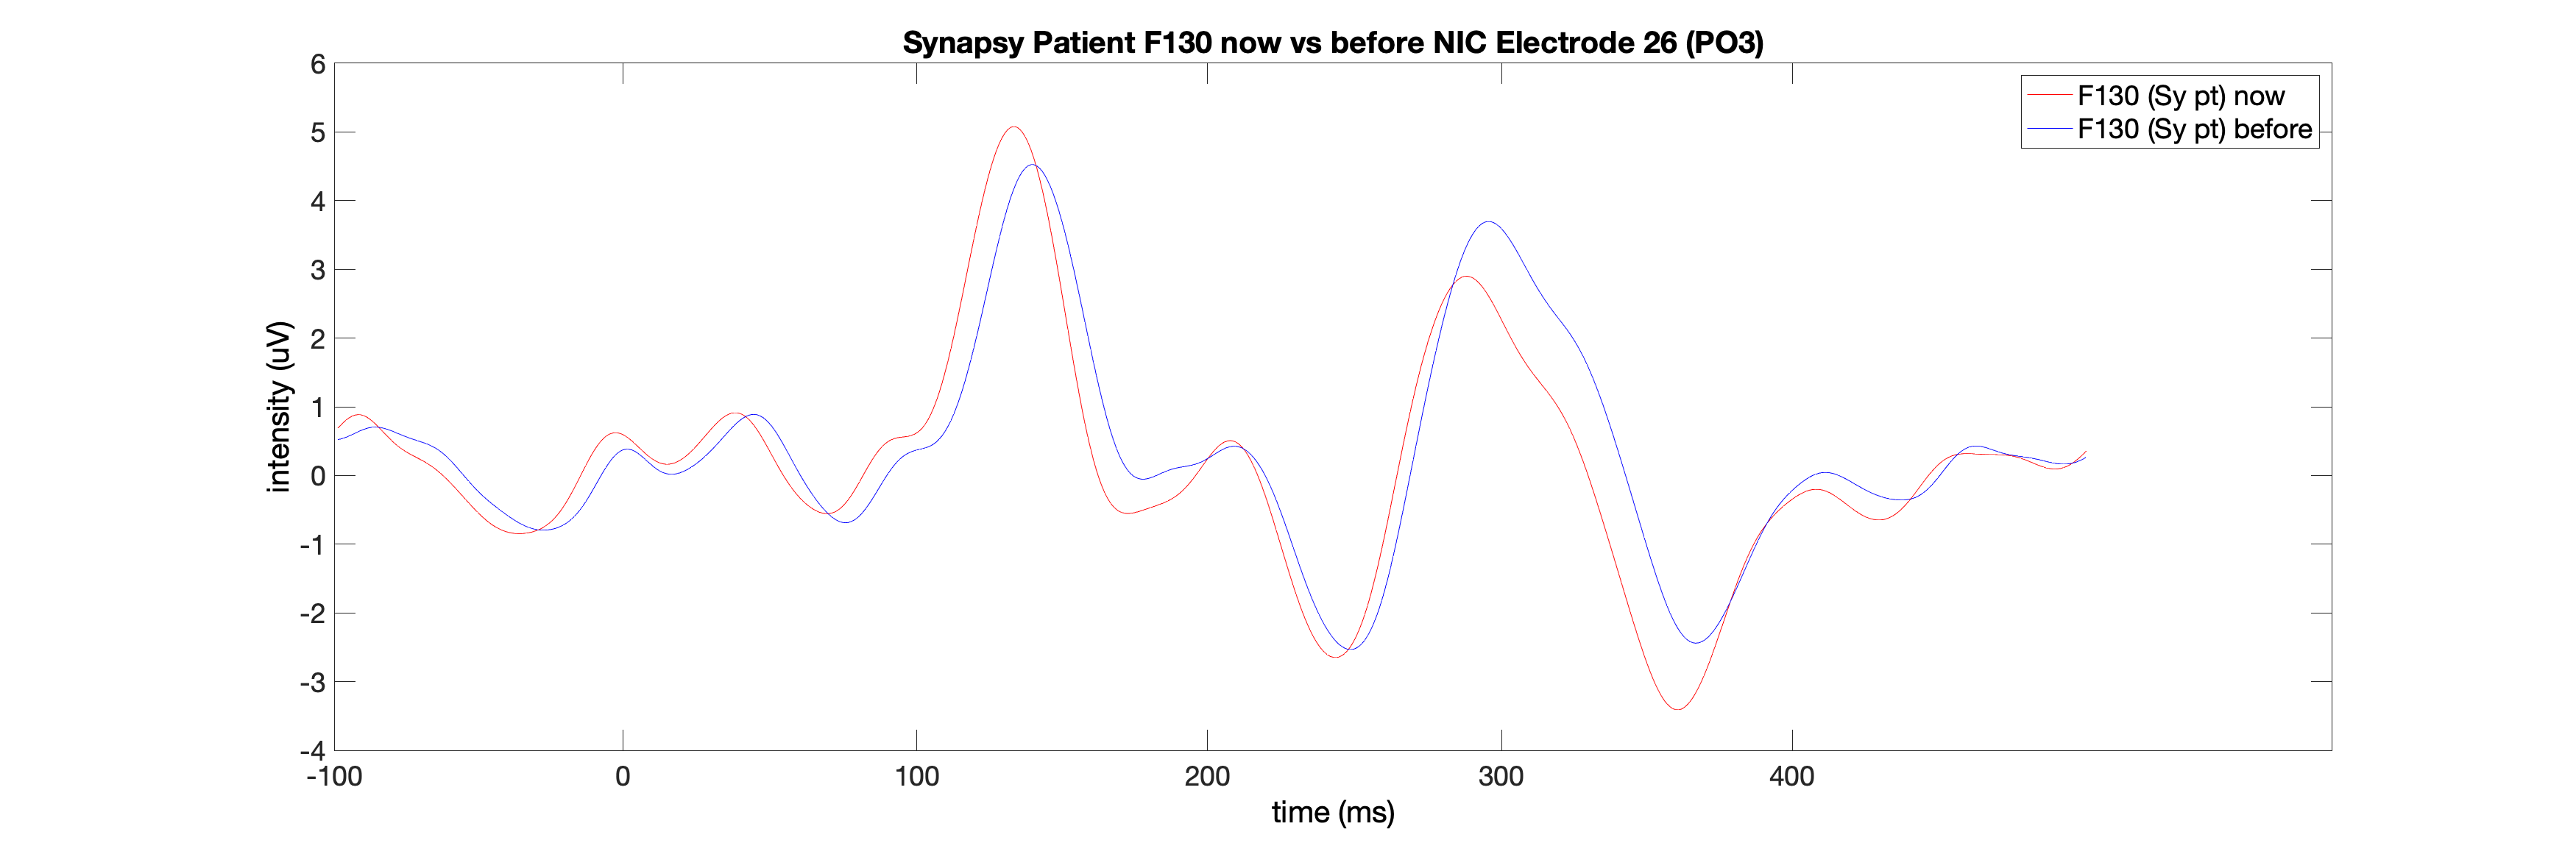 Synapsy Patient F130 now vs before NIC Electrode 26 (PO3)
F130 (Sy pt) now
F130 (Sy pt) before
intensity (uV)
6
5
4
3
2
1
0
-1
-2
-3
-4
-100 0 100 200 300 400
time (ms)